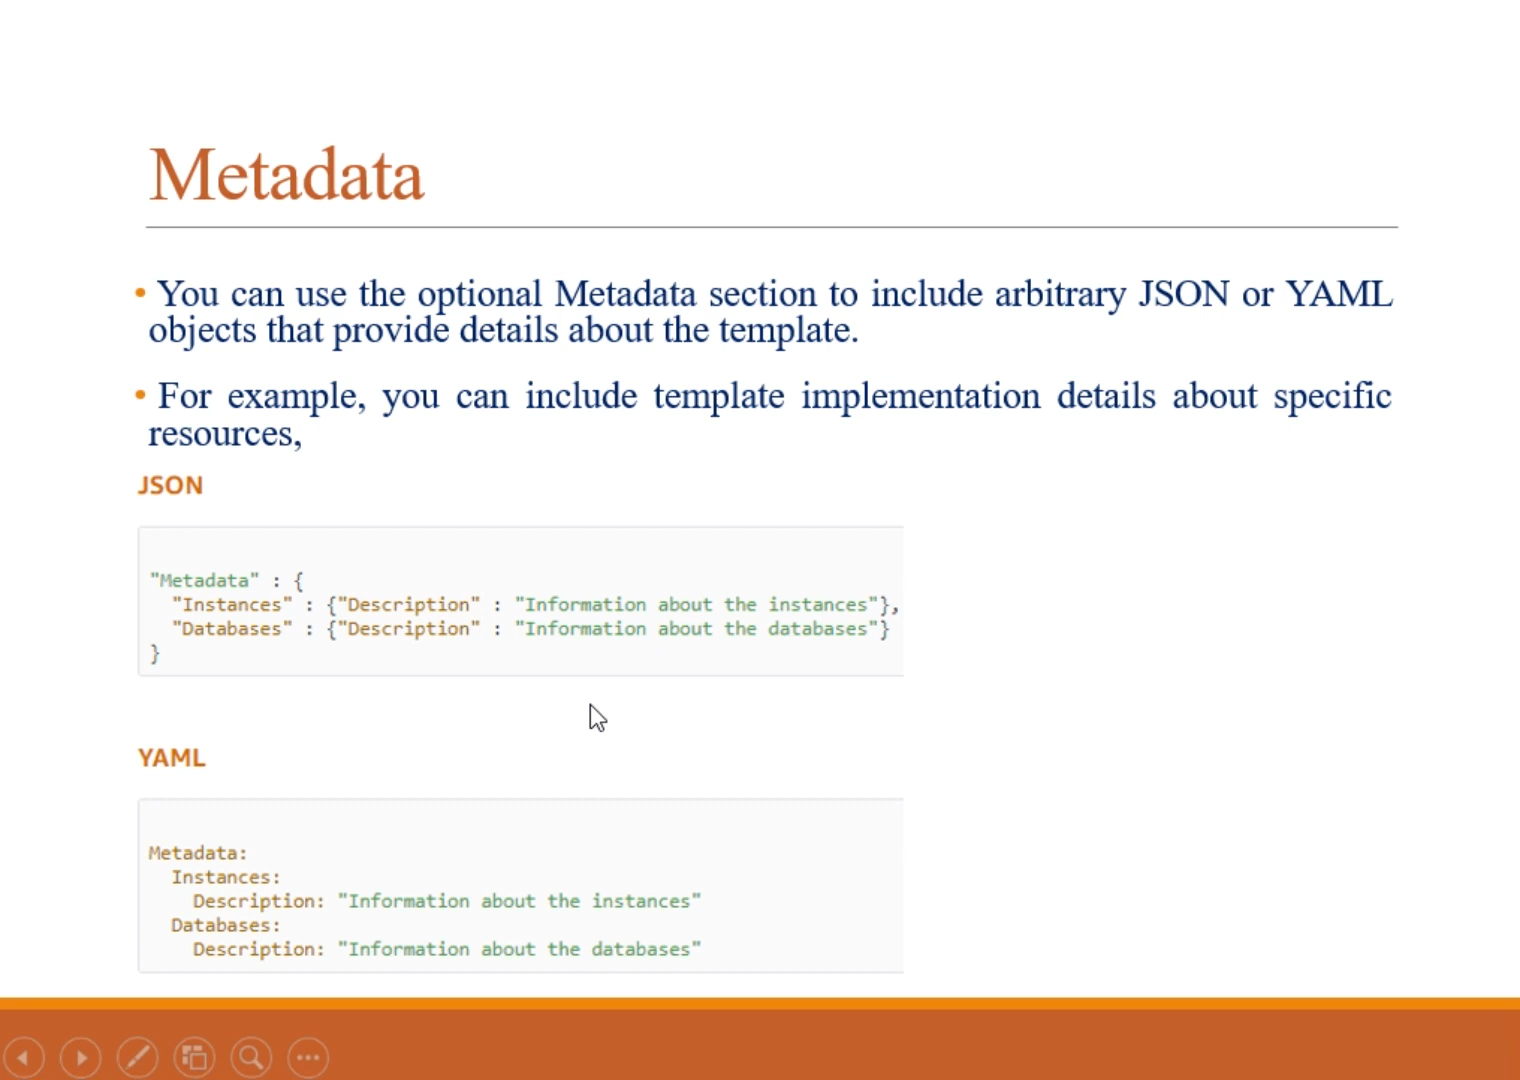 Metadata
• You can use the optional Metadata section to include arbitrary JSON or YAML
objects that provide details about the template.
• For example, you can include template implementation details about specific
resources,
JSON
"Metadata" : {
  "Instances" : {"Description" : "Information about the instances"},
  "Databases" : {"Description" : "Information about the databases"}
}
YAML
Metadata:
  Instances:
    Description: "Information about the instances"
  Databases:
    Description: "Information about the databases"